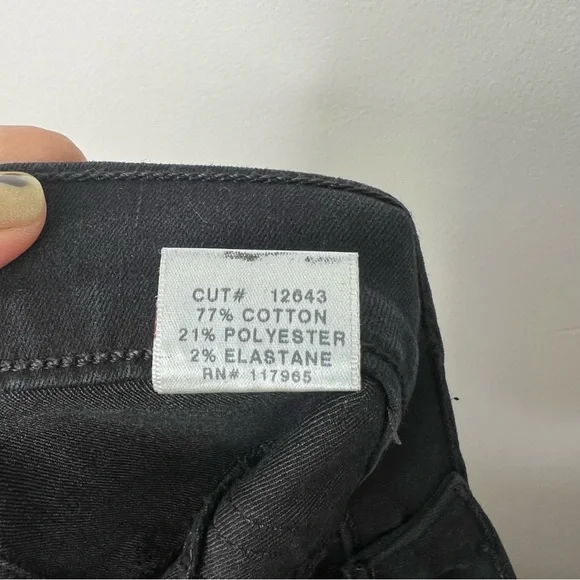 CUT# 12643
77% COTTON
21% POLYESTER
2% ELASTANE
RN# 117965